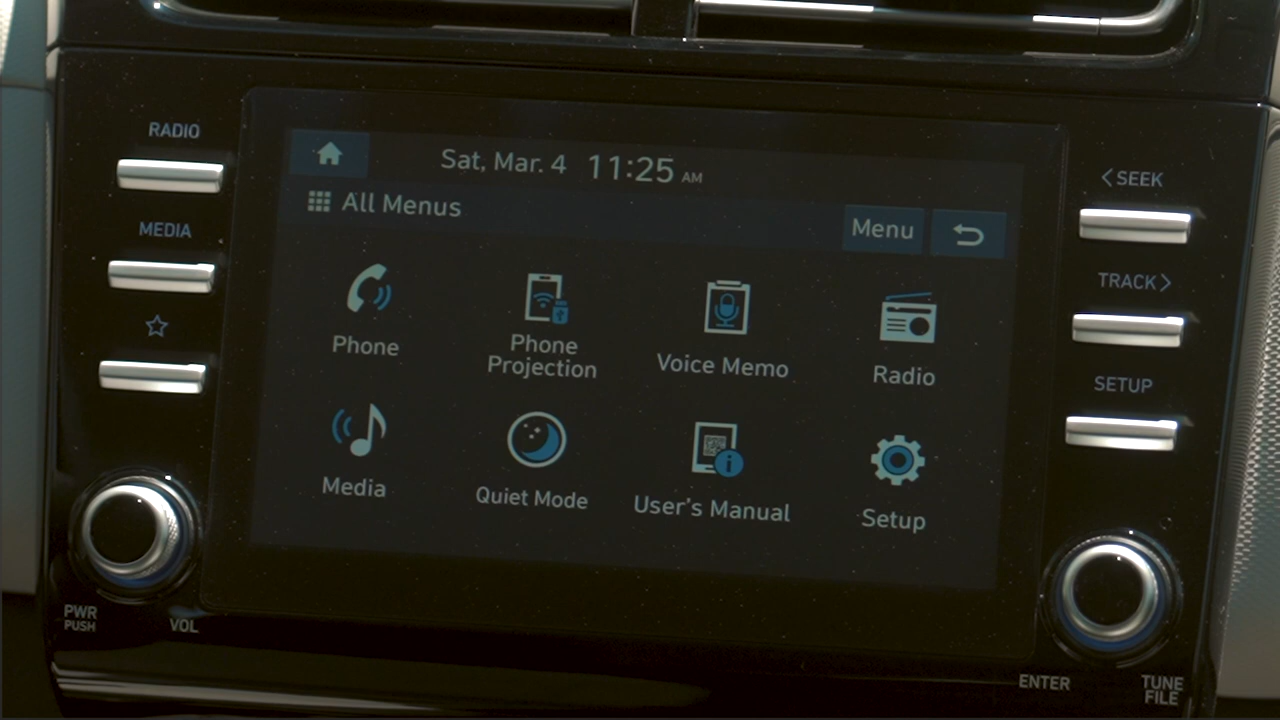 RADIO
MEDIA
PWR
PUSH
VOL
Sat, Mar. 4 11:25 AM
All Menus
Menu
Phone
Phone
Projection
Voice Memo
Radio
Media
Quiet Mode
User's Manual
Setup
<SEEK
TRACK>
SETUP
ENTER
TUNE
FILE